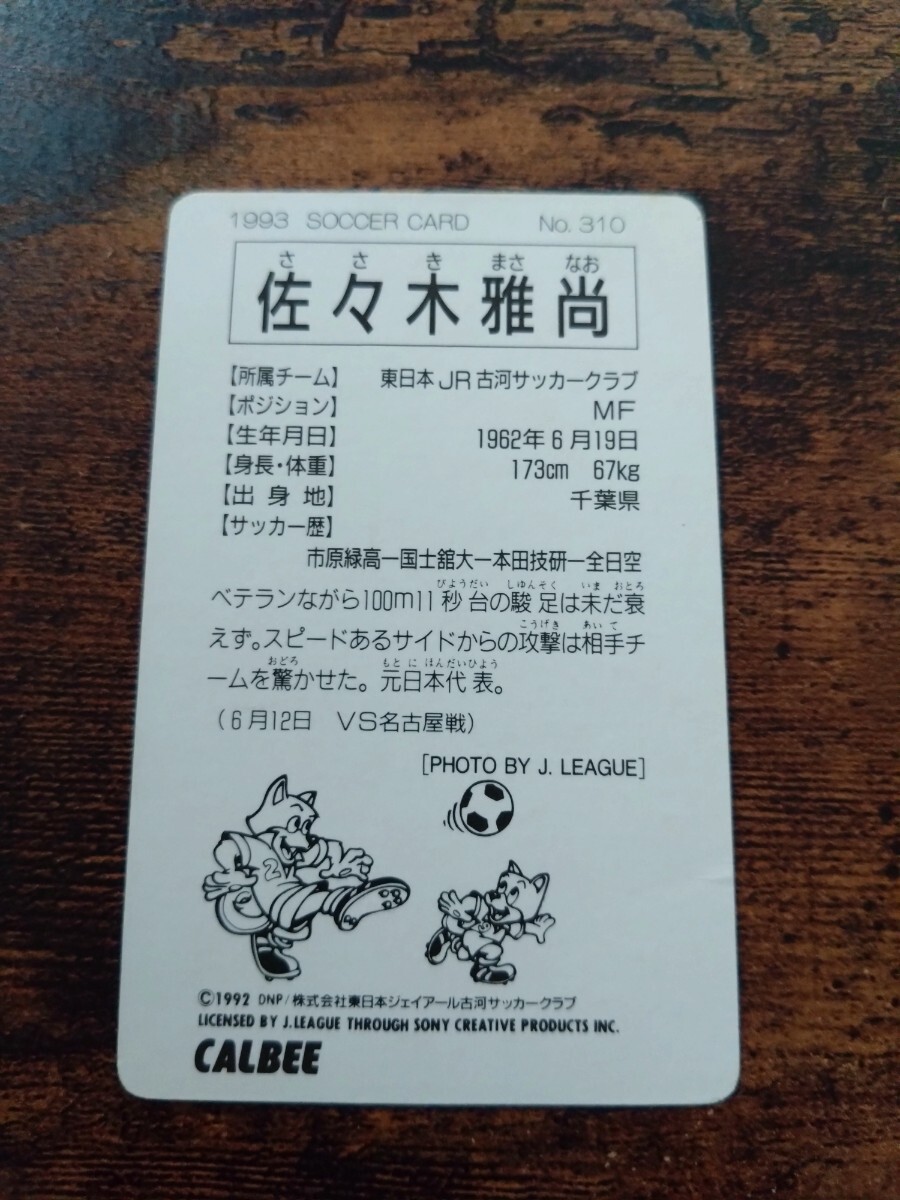 1993 SOCCER CARD No. 310
さ さ き まさ なお
佐々木雅尚
【所属チーム】 東日本JR古河サッカークラブ
【ポジション】 MF
【生年月日】 1962年6月19日
【身長・体重】 173cm 67kg
【出身地】 千葉県
【サッカー歴】
市原緑高ー国士舘大ー本田技研ー全日空
びょうだい しゅんそく いま おとろ
ベテランながら100m11秒台の駿足は未だ衰
こうげき あいて
えず。スピードあるサイドからの攻撃は相手チ
おどろ もと に ほんだいひょう
ームを驚かせた。元日本代表。
(6月12日 VS名古屋戦)
[PHOTO BY J. LEAGUE]
2
©1992 DNP/株式会社東日本ジェイアール古河サッカークラブ
LICENSED BY J.LEAGUE THROUGH SONY CREATIVE PRODUCTS INC.
CALBEE